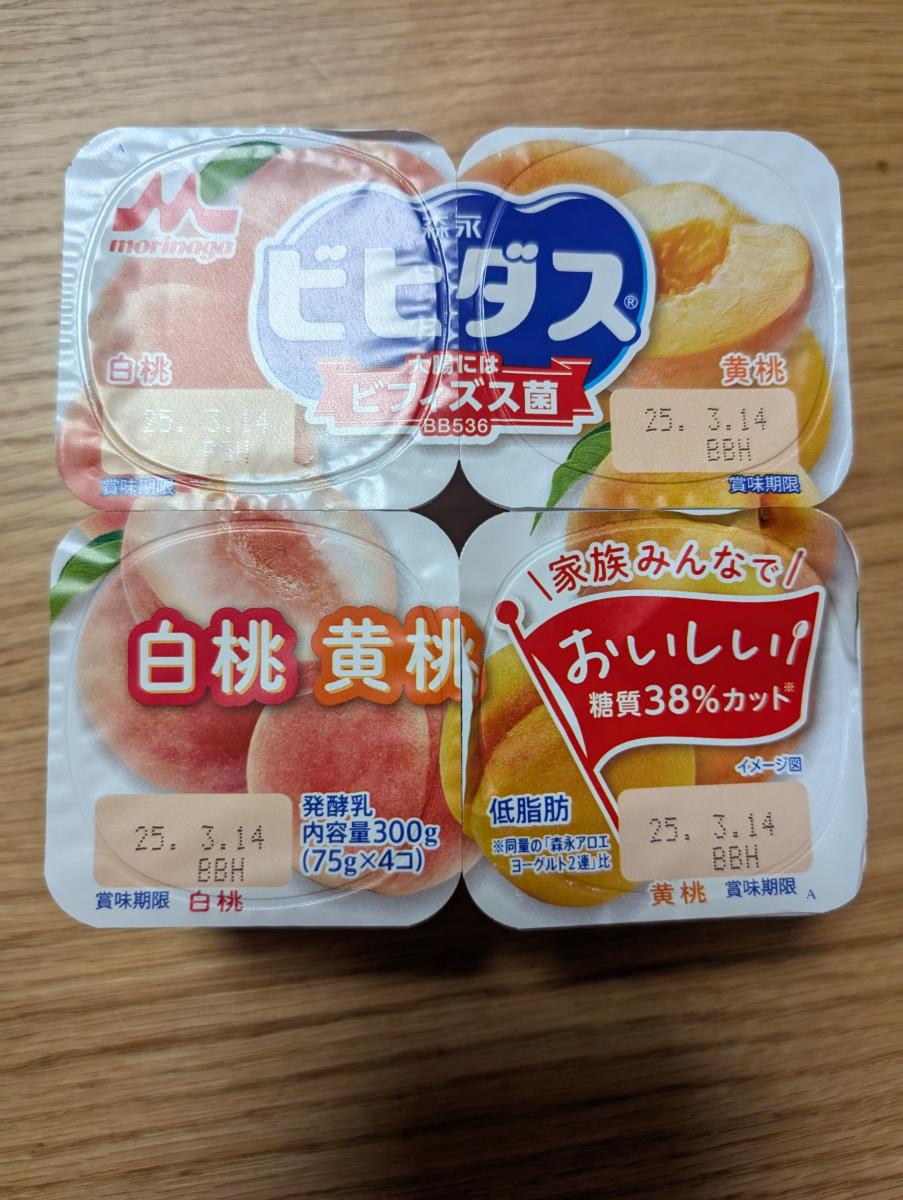 A
morinaga
森永
ビヒダス®
大腸には
ビフィズス菌
BB536
白桃
25. 3.14
BBH
賞味期限
黄桃
25. 3.14
BBH
賞味期限
白桃 黄桃
\家族みんなで/
おいしい!
糖質38%カット※
イメージ図
25. 3.14
BBH
賞味期限 白桃
発酵乳
内容量300g
(75g×4コ)
低脂肪
※同量の「森永アロエ
ヨーグルト2連」比
25. 3.14
BBH
黄桃 賞味期限 A